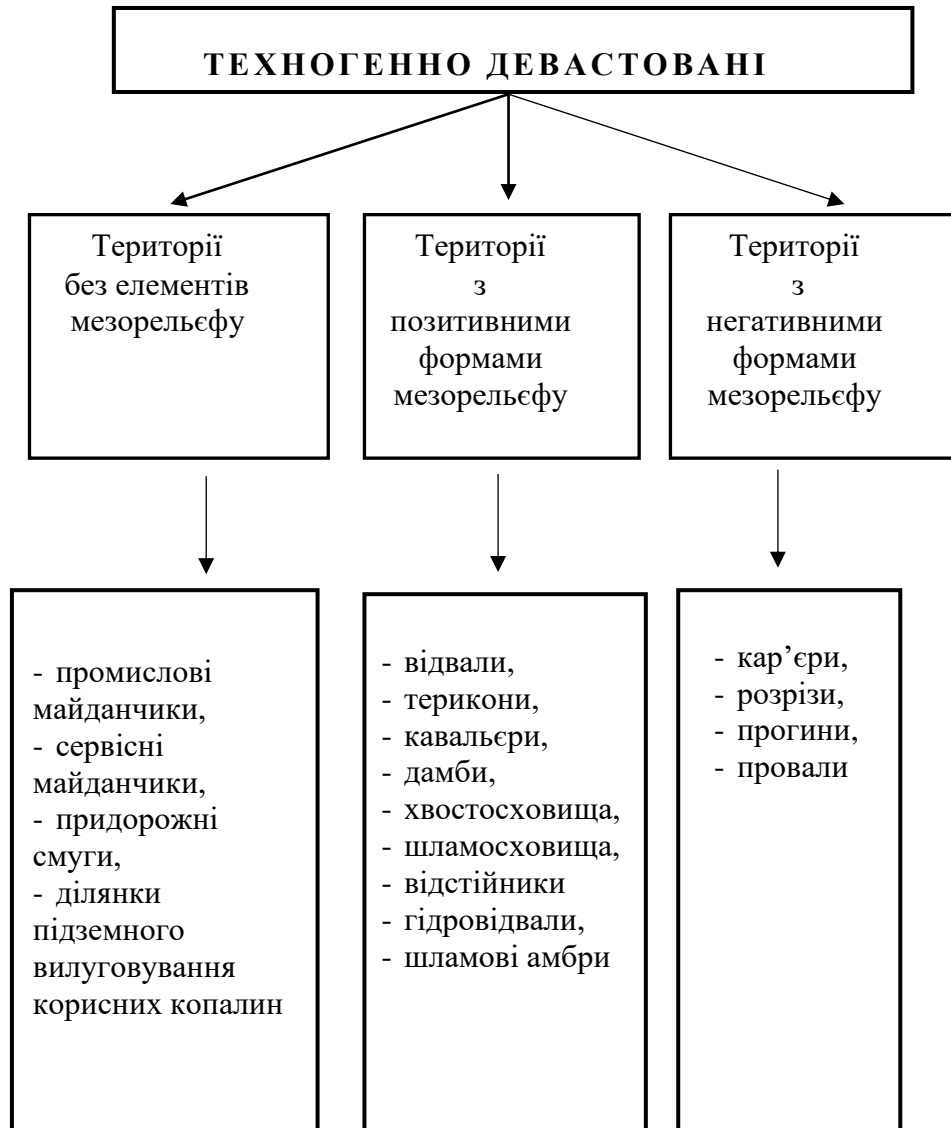 ТЕХНОГЕННО ДЕВАСТОВАНІ
Території
без елементів
мезорельєфу
Території
з
позитивними
формами
мезорельєфу
Території
з
негативними
формами
мезорельєфу
- промислові
майданчики,
- сервісні
майданчики,
- придорожні
смуги,
- ділянки
підземного
вилуговування
корисних копалин
- відвали,
- терикони,
- кавальєри,
- дамби,
- хвостосховища,
- шламосховища,
- відстійники
- гідровідвали,
- шламові амбри
- кар’єри,
- розрізи,
- прогини,
- провали